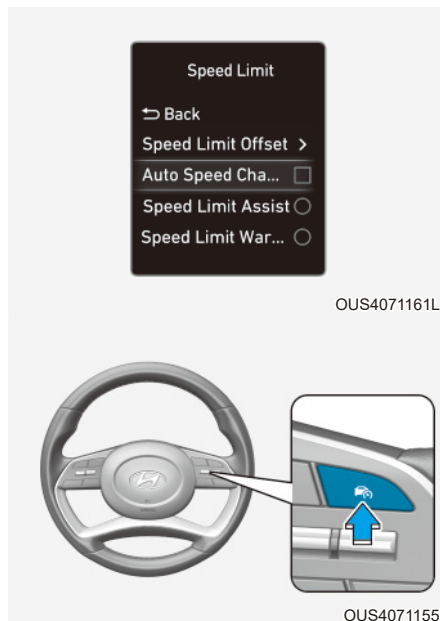 Speed Limit
Back
Speed Limit Offset >
Auto Speed Cha...
Speed Limit Assist
Speed Limit War...
OUS4071161L
OUS4071155